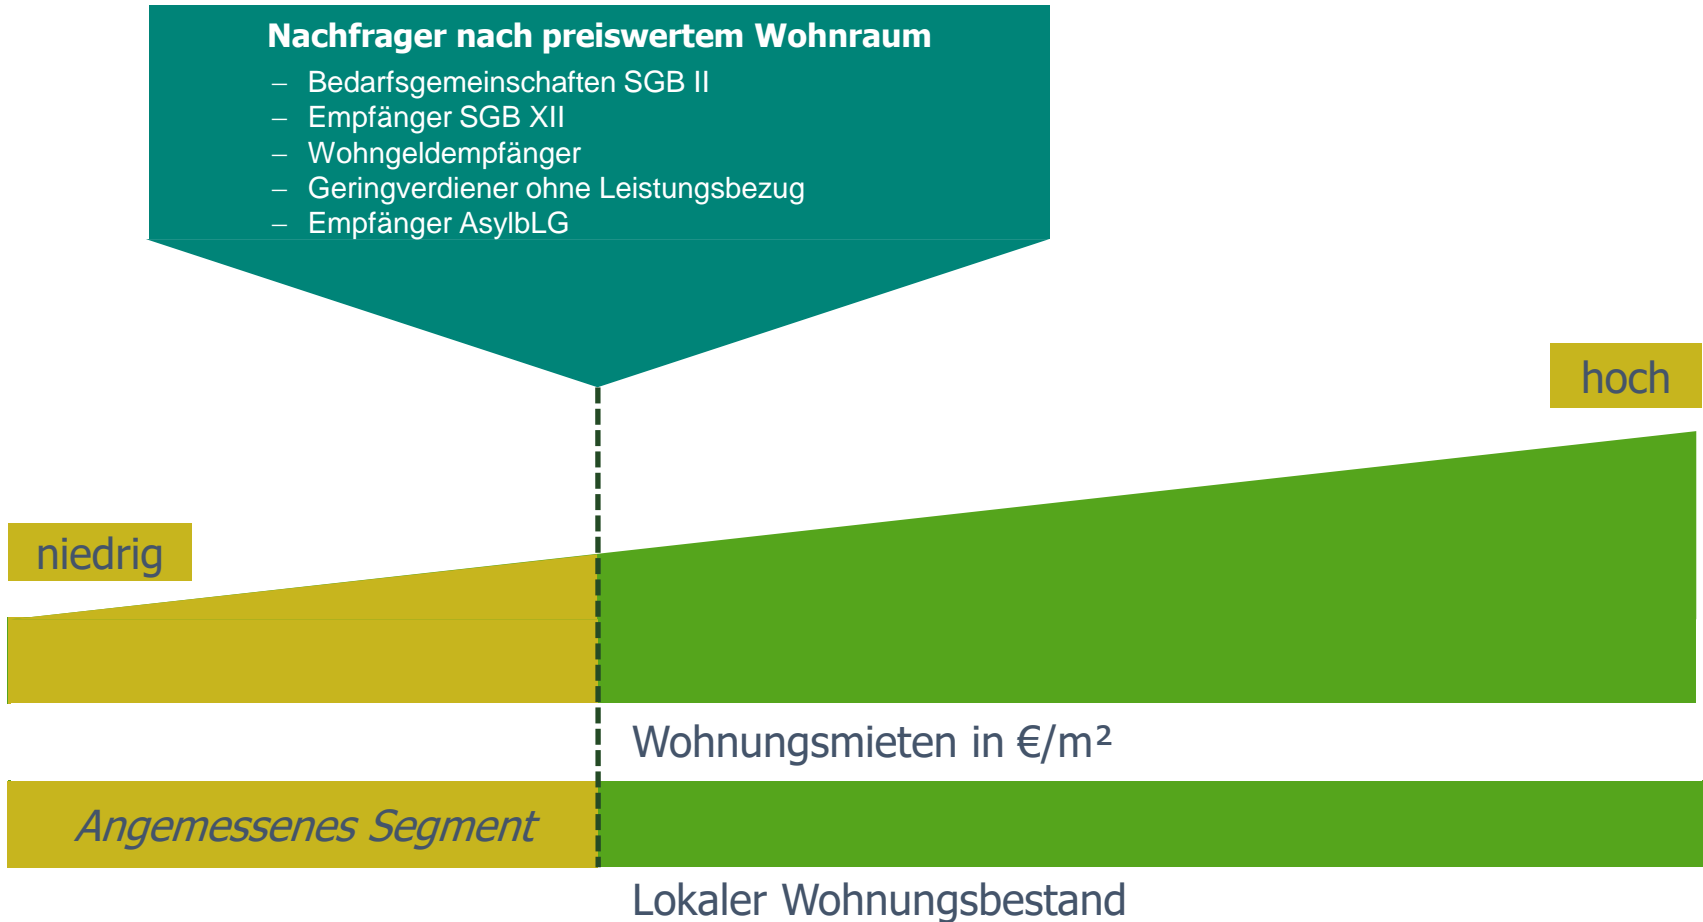 Nachfrager nach preiswertem Wohnraum
– Bedarfsgemeinschaften SGB II
– Empfänger SGB XII
– Wohngeldempfänger
– Geringverdiener ohne Leistungsbezug
– Empfänger AsylbLG
hoch
niedrig
Wohnungsmieten in €/m²
Angemessenes Segment
Lokaler Wohnungsbestand